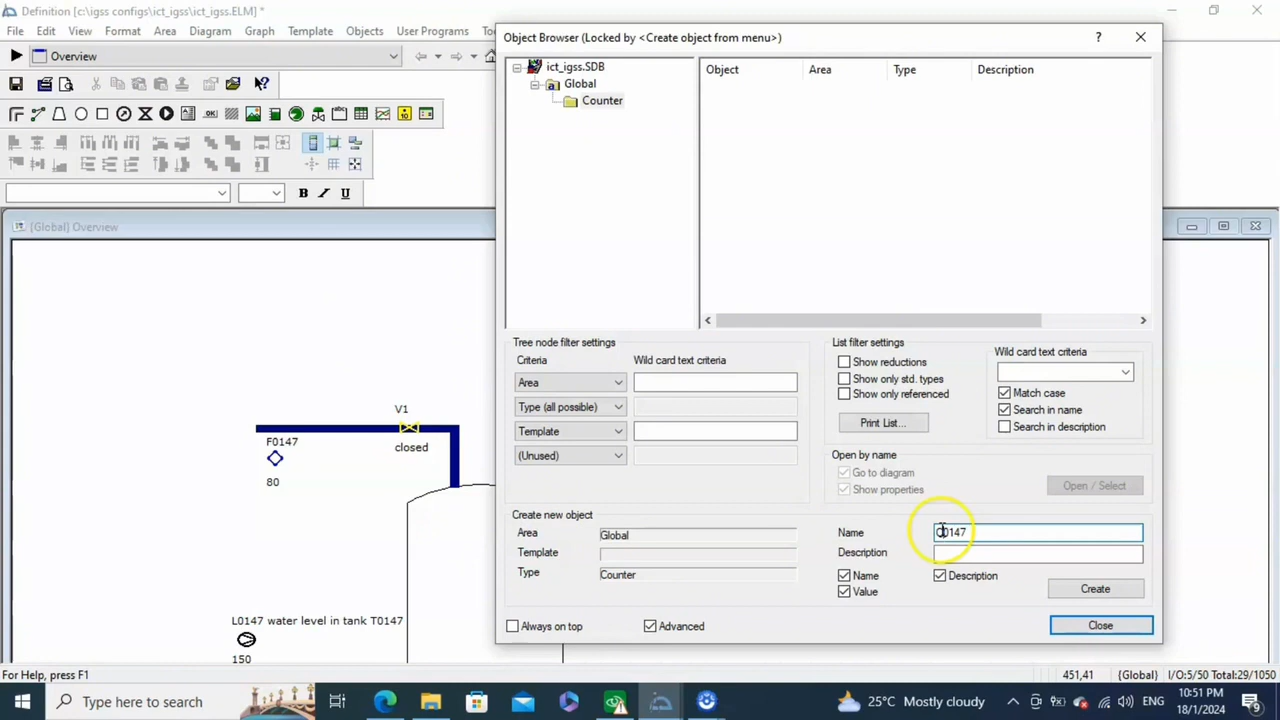 Definition [c:\igss configs\ict_igss\ict_igss.ELM] *
File Edit View Format Area Diagram Graph Template Objects User Programs
Overview
B I U
[Global] Overview
V1
F0147
closed
80
L0147 water level in tank T0147
150
Object Browser (Locked by <Create object from menu>)
?
ict_igss.SDB
Global
Counter
Object Area Type Description
Tree node filter settings
Criteria Wild card text criteria
Area
Type (all possible)
Template
(Unused)
List filter settings
Show reductions
Show only std. types
Show only referenced
Print List...
Wild card text criteria
Match case
Search in name
Search in description
Open by name
Go to diagram
Show properties
Open / Select
Create new object
Area Global
Template
Type Counter
Name
Description
Name Description
Value
Create
Always on top Advanced Close
For Help, press F1
451,41 {Global} I/O:5/50 Total:29/1050
Type here to search
25°C Mostly cloudy
ENG
10:51 PM
18/1/2024
9